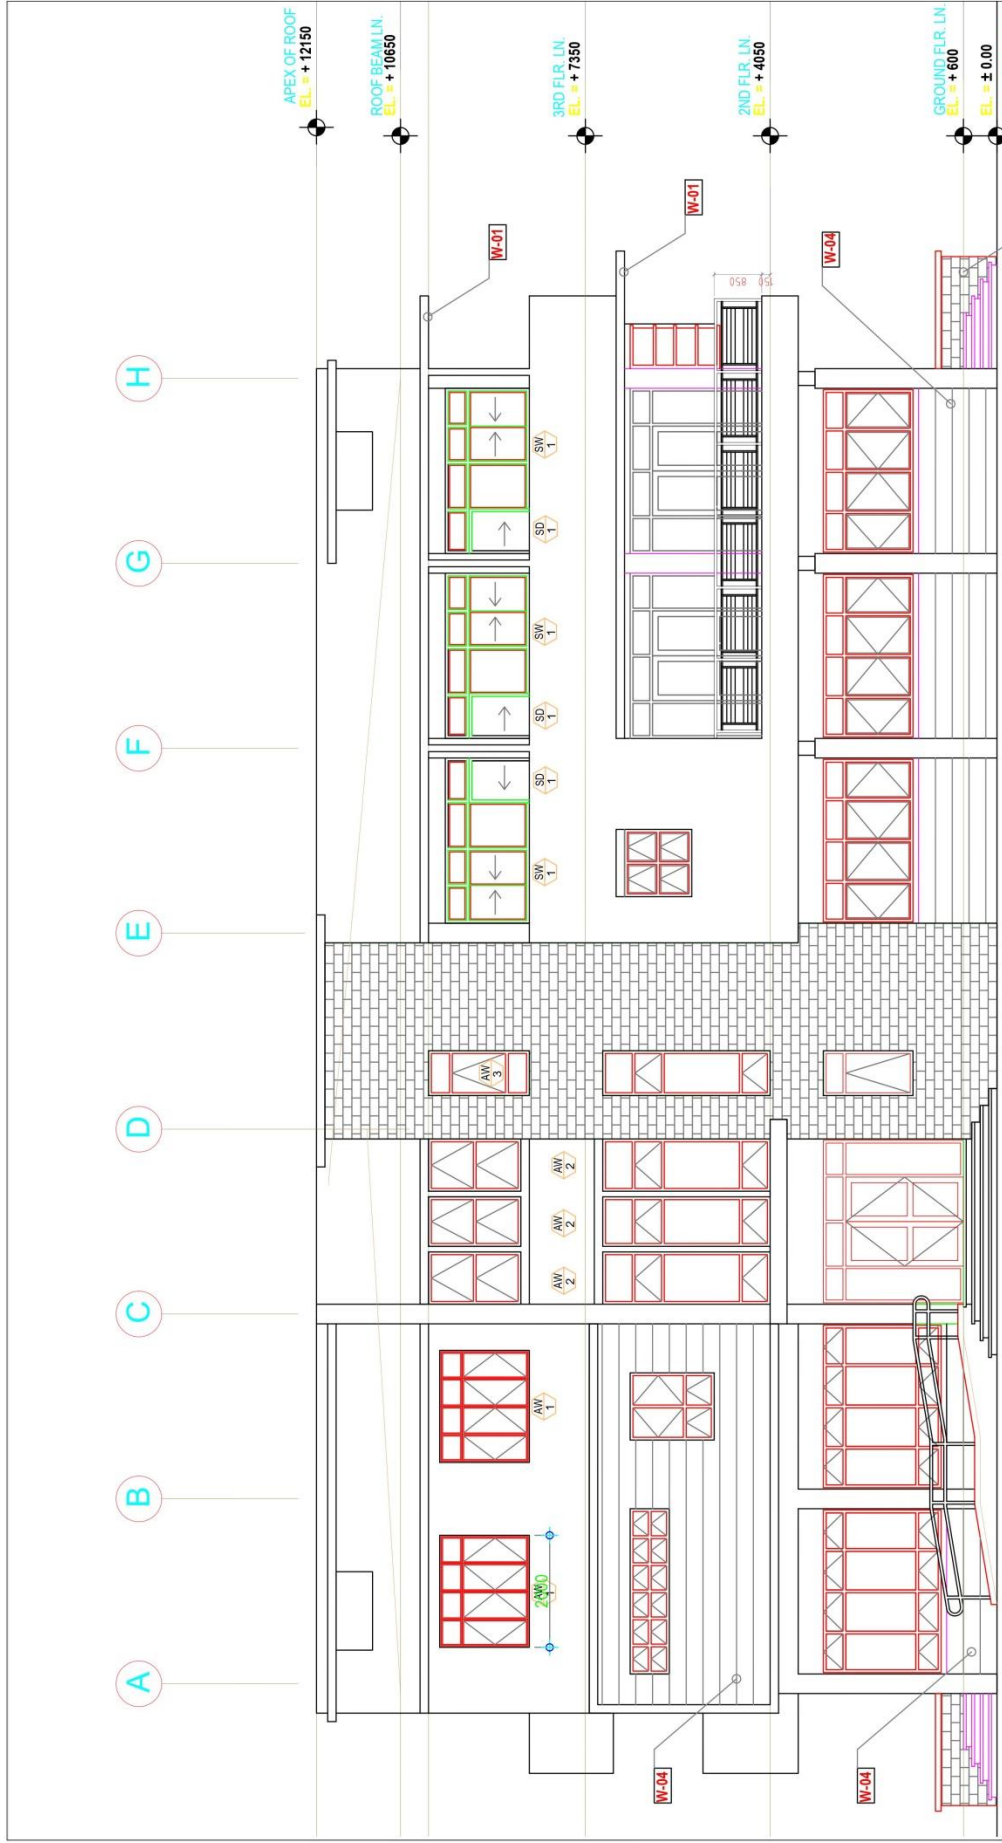 A
B
C
D
E
F
G
H
APEX OF ROOF
EL. = + 12150
ROOF BEAM LN.
EL. = + 10650
3RD FLR. LN.
EL. = + 7350
2ND FLR. LN.
EL. = + 4050
GROUND FLR. LN.
EL. = + 600
EL. = ± 0.00
W-01
W-01
W-04
W-04
W-04
850
150
AW
1
2800
AW
1
AW
2
AW
2
AW
2
AW
3
SW
1
SD
1
SD
1
SW
1
SD
1
SW
1